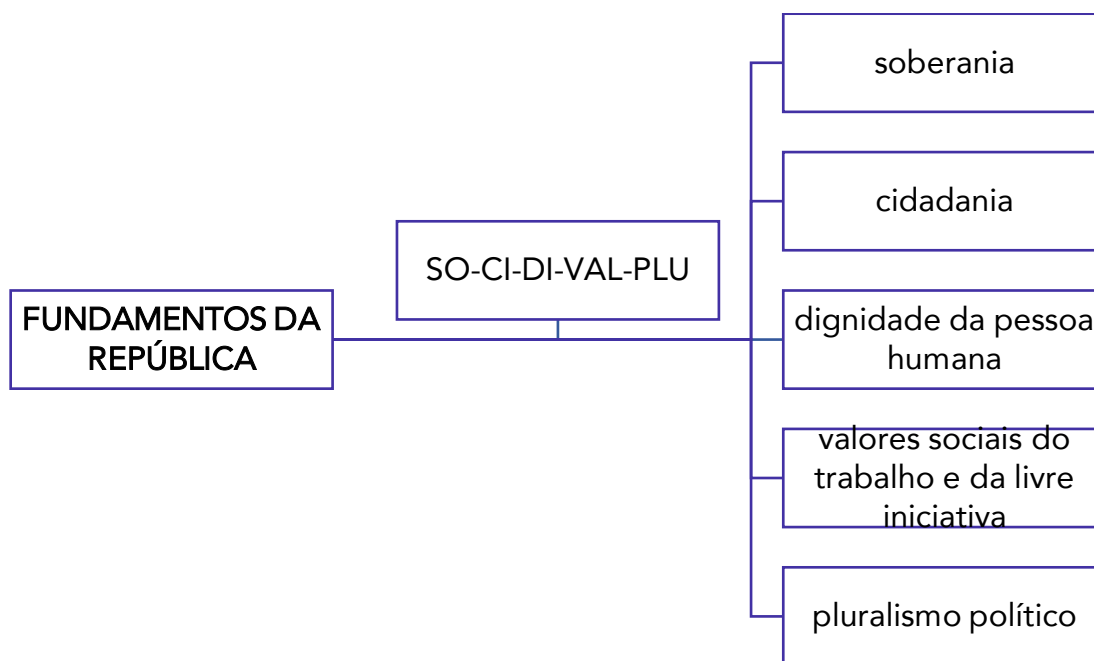 FUNDAMENTOS DA
REPÚBLICA
SO-CI-DI-VAL-PLU
soberania
cidadania
dignidade da pessoa
humana
valores sociais do
trabalho e da livre
iniciativa
pluralismo político